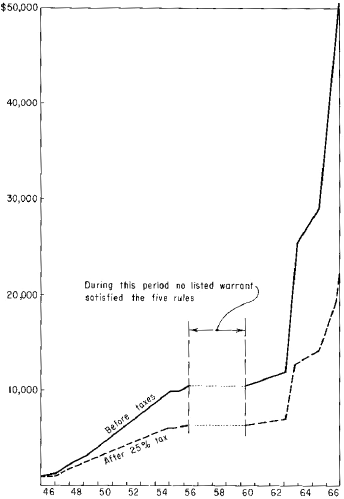 $50,000
40,000
30,000
During this period no listed warrant
satisfied the five rules
20,000
10,000
Before taxes
After 25% tax
46 48 50 52 54 56 58 60 62 64 66